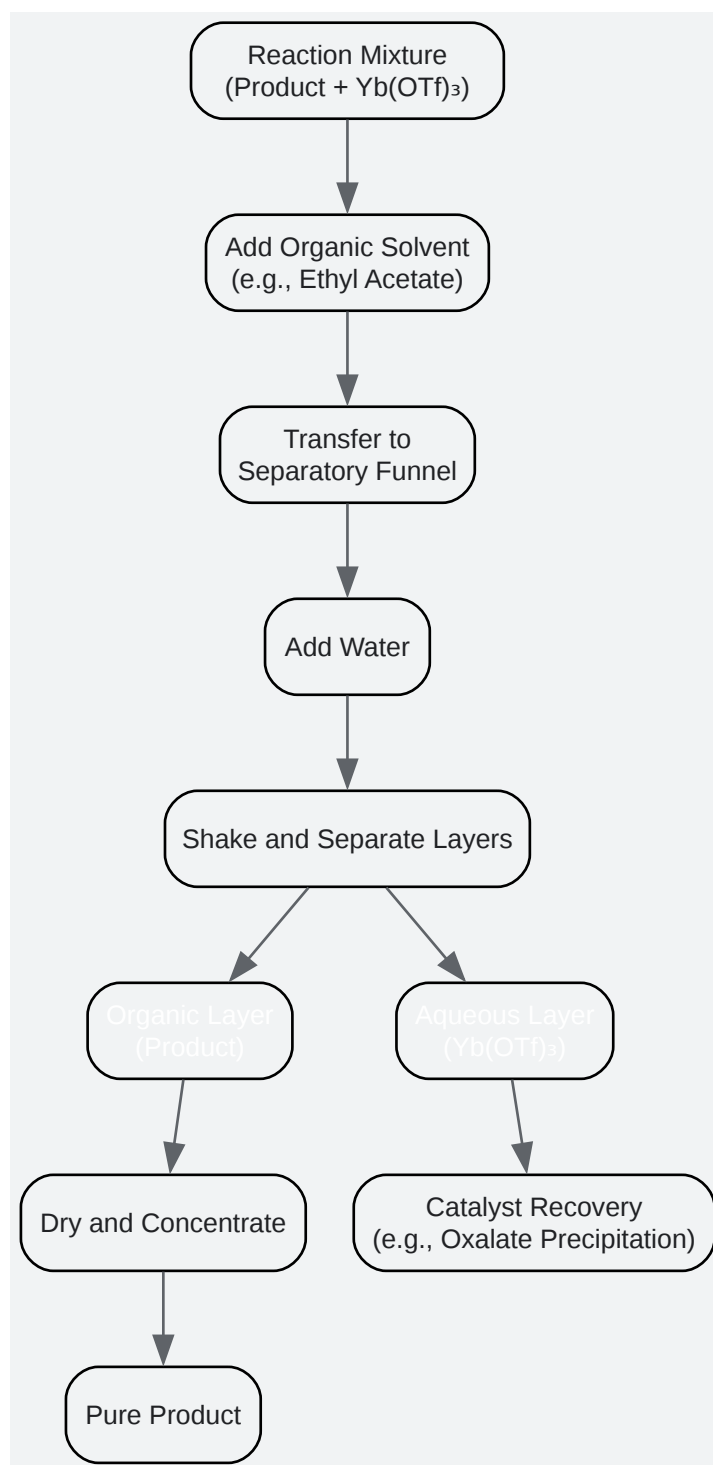 Reaction Mixture
(Product + Yb(OTf)₃)
Add Organic Solvent
(e.g., Ethyl Acetate)
Transfer to
Separatory Funnel
Add Water
Shake and Separate Layers
Organic Layer
(Product)
Aqueous Layer
(Yb(OTf)₃)
Dry and Concentrate
Catalyst Recovery
(e.g., Oxalate Precipitation)
Pure Product